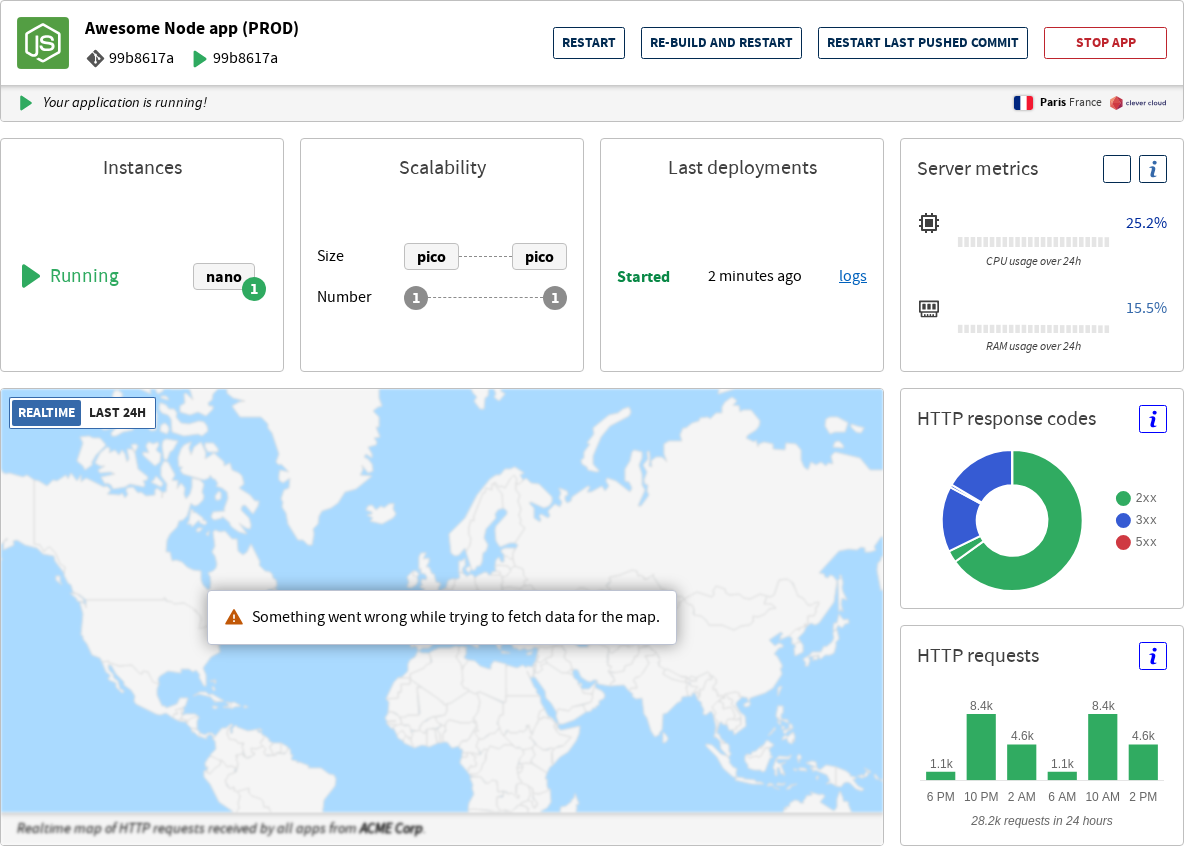 Awesome Node app (PROD)
99b8617a 99b8617a
RESTART RE-BUILD AND RESTART RESTART LAST PUSHED COMMIT STOP APP
Your application is running!
Paris France clever cloud
Instances
Running nano 1
Scalability
Size pico pico
Number 1 1
Last deployments
Started 2 minutes ago logs
Server metrics i
25.2%
CPU usage over 24h
15.5%
RAM usage over 24h
REALTIME LAST 24H
Something went wrong while trying to fetch data for the map.
Realtime map of HTTP requests received by all apps from ACME Corp.
HTTP response codes i
2xx
3xx
5xx
HTTP requests i
8.4k 8.4k
4.6k 4.6k
1.1k 1.1k
6 PM 10 PM 2 AM 6 AM 10 AM 2 PM
28.2k requests in 24 hours